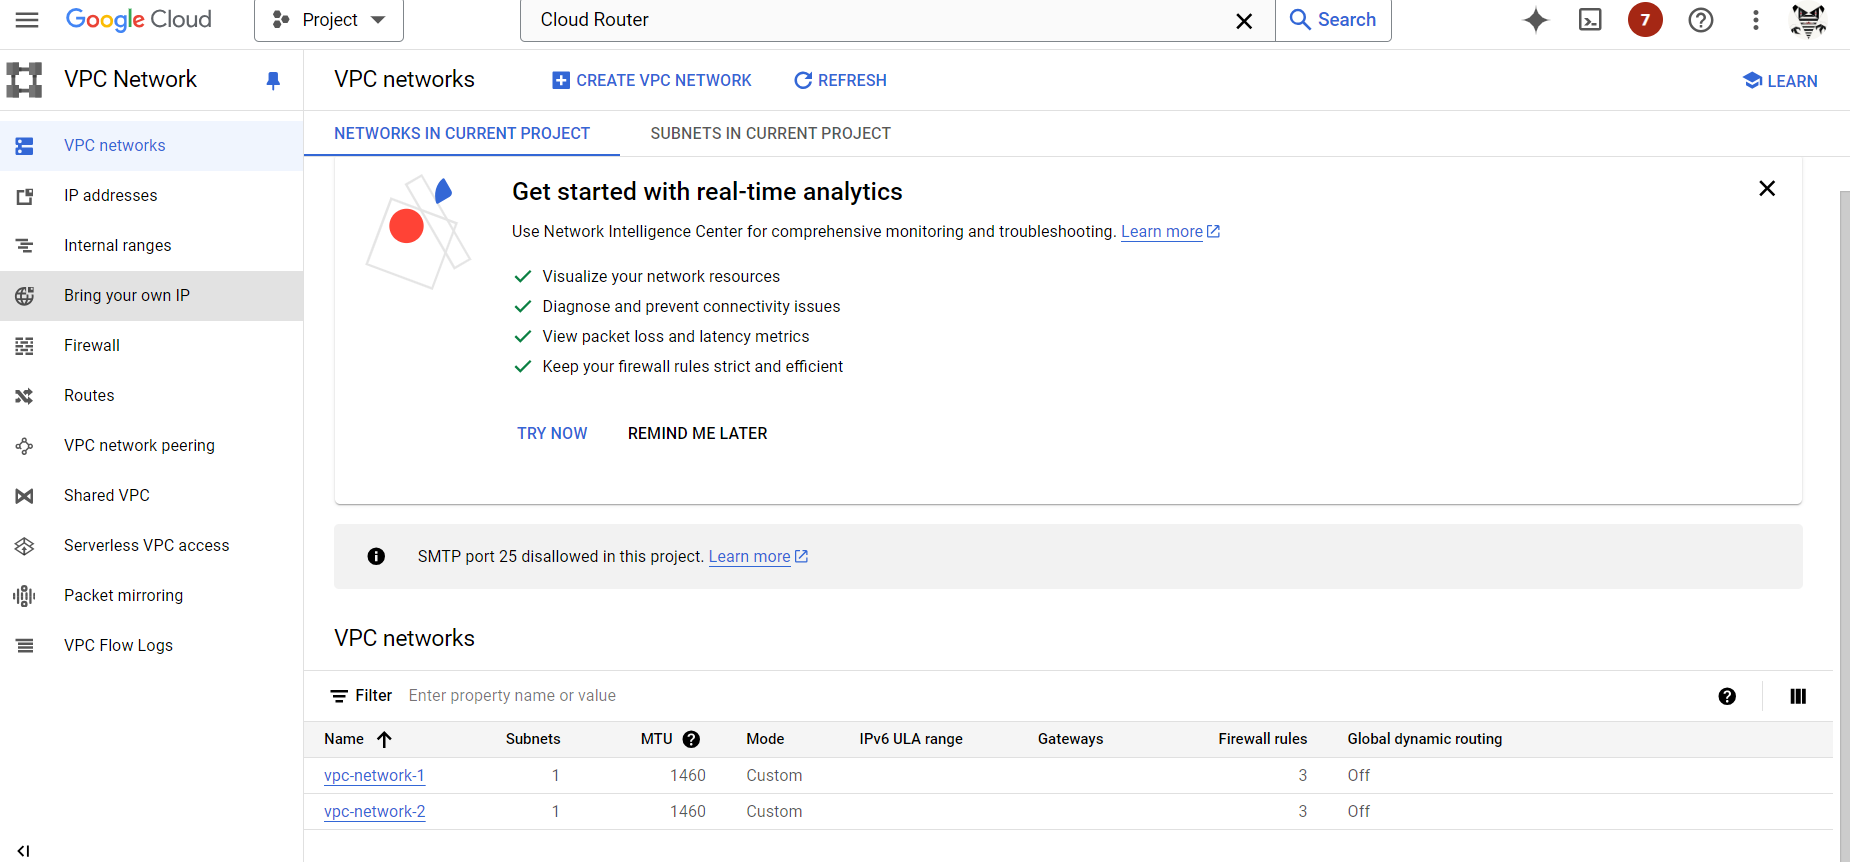 Google Cloud
Project
Cloud Router
Search
7
VPC Network
VPC networks
CREATE VPC NETWORK
REFRESH
LEARN
VPC networks
IP addresses
Internal ranges
Bring your own IP
Firewall
Routes
VPC network peering
Shared VPC
Serverless VPC access
Packet mirroring
VPC Flow Logs
NETWORKS IN CURRENT PROJECT
SUBNETS IN CURRENT PROJECT
Get started with real-time analytics
Use Network Intelligence Center for comprehensive monitoring and troubleshooting. Learn more
Visualize your network resources
Diagnose and prevent connectivity issues
View packet loss and latency metrics
Keep your firewall rules strict and efficient
TRY NOW
REMIND ME LATER
SMTP port 25 disallowed in this project. Learn more
VPC networks
Filter Enter property name or value
Name Subnets MTU Mode IPv6 ULA range Gateways Firewall rules Global dynamic routing
vpc-network-1 1 1460 Custom 3 Off
vpc-network-2 1 1460 Custom 3 Off